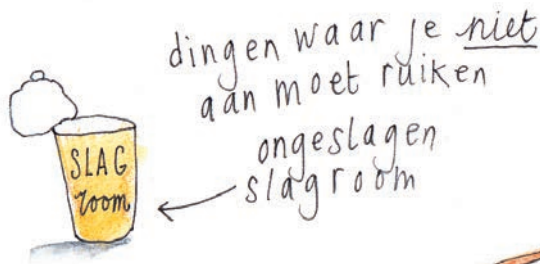 dingen waar je niet
aan moet ruiken
ongeslagen
slagroom
SLAG
room